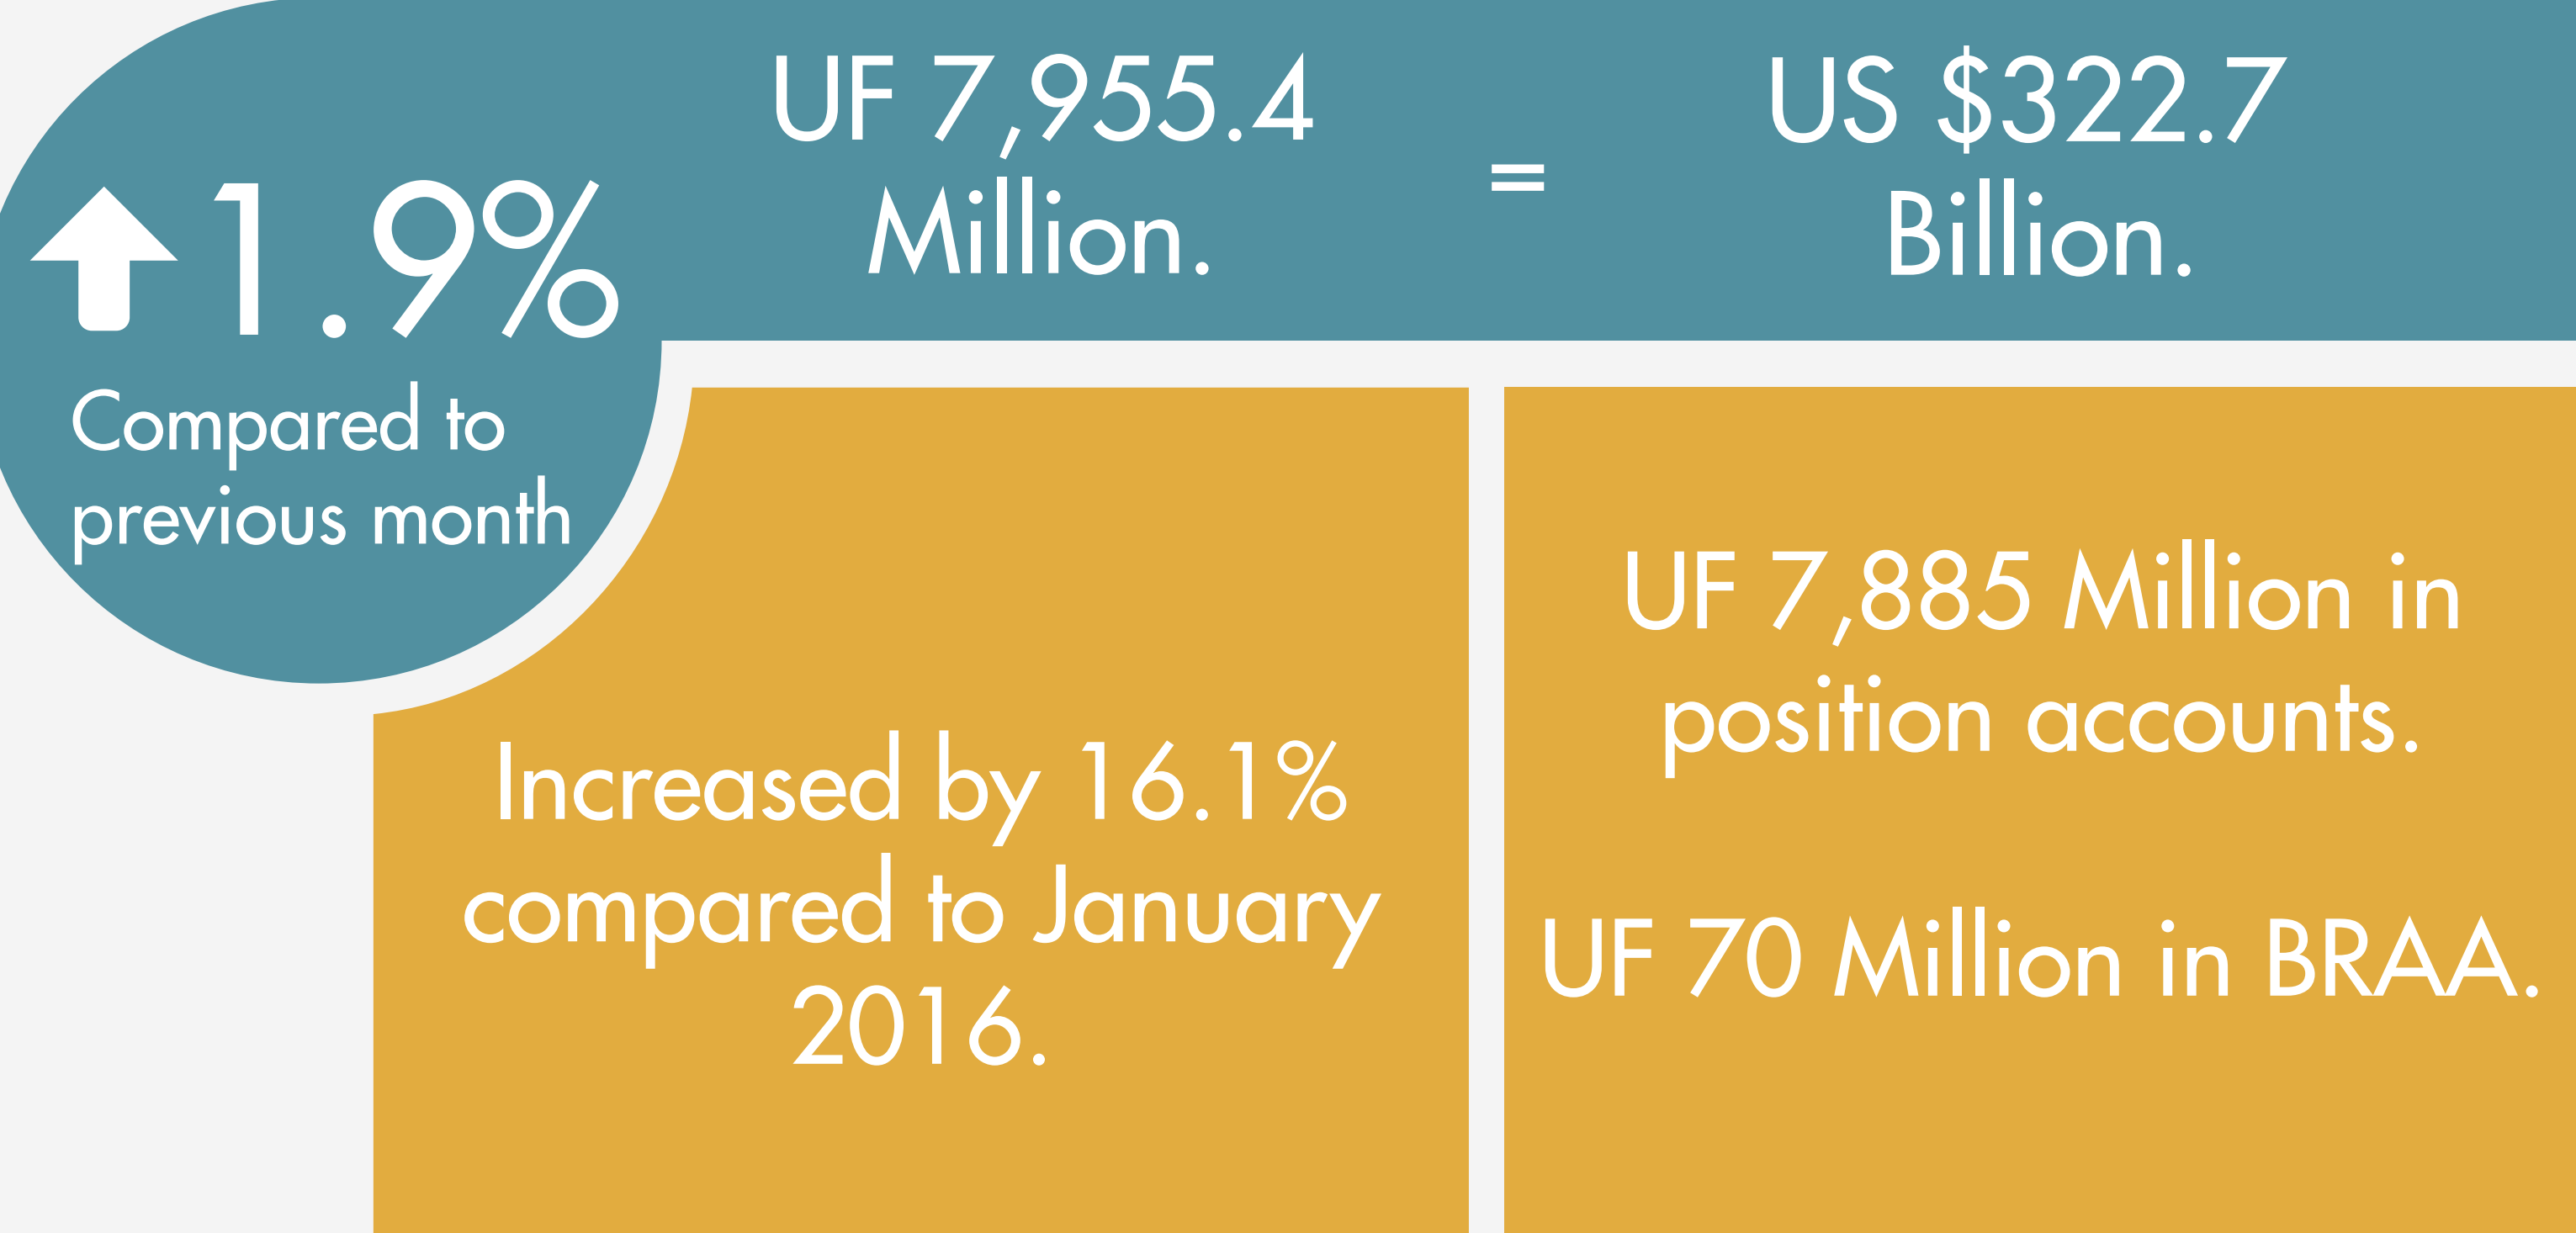 1.9%
Compared to
previous month
UF 7,955.4
Million.
=
US $322.7
Billion.
Increased by 16.1%
compared to January
2016.
UF 7,885 Million in
position accounts.
UF 70 Million in BRAA.